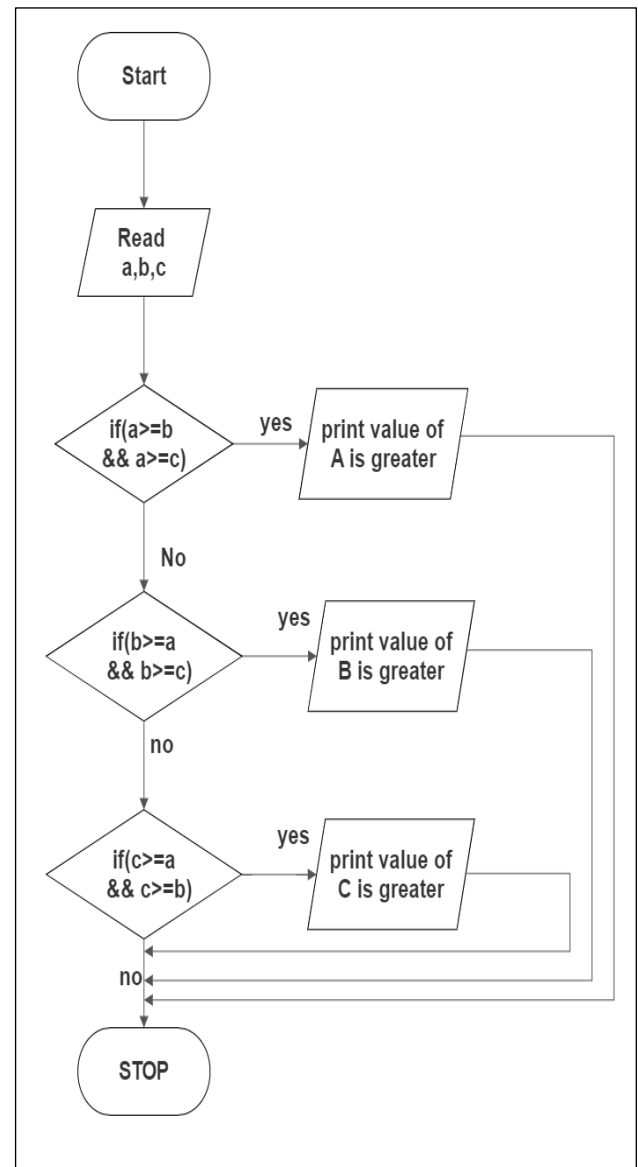 Start
Read
a,b,c
if(a>=b
&& a>=c)
yes
print value of
A is greater
No
if(b>=a
&& b>=c)
yes
print value of
B is greater
no
if(c>=a
&& c>=b)
yes
print value of
C is greater
no
STOP